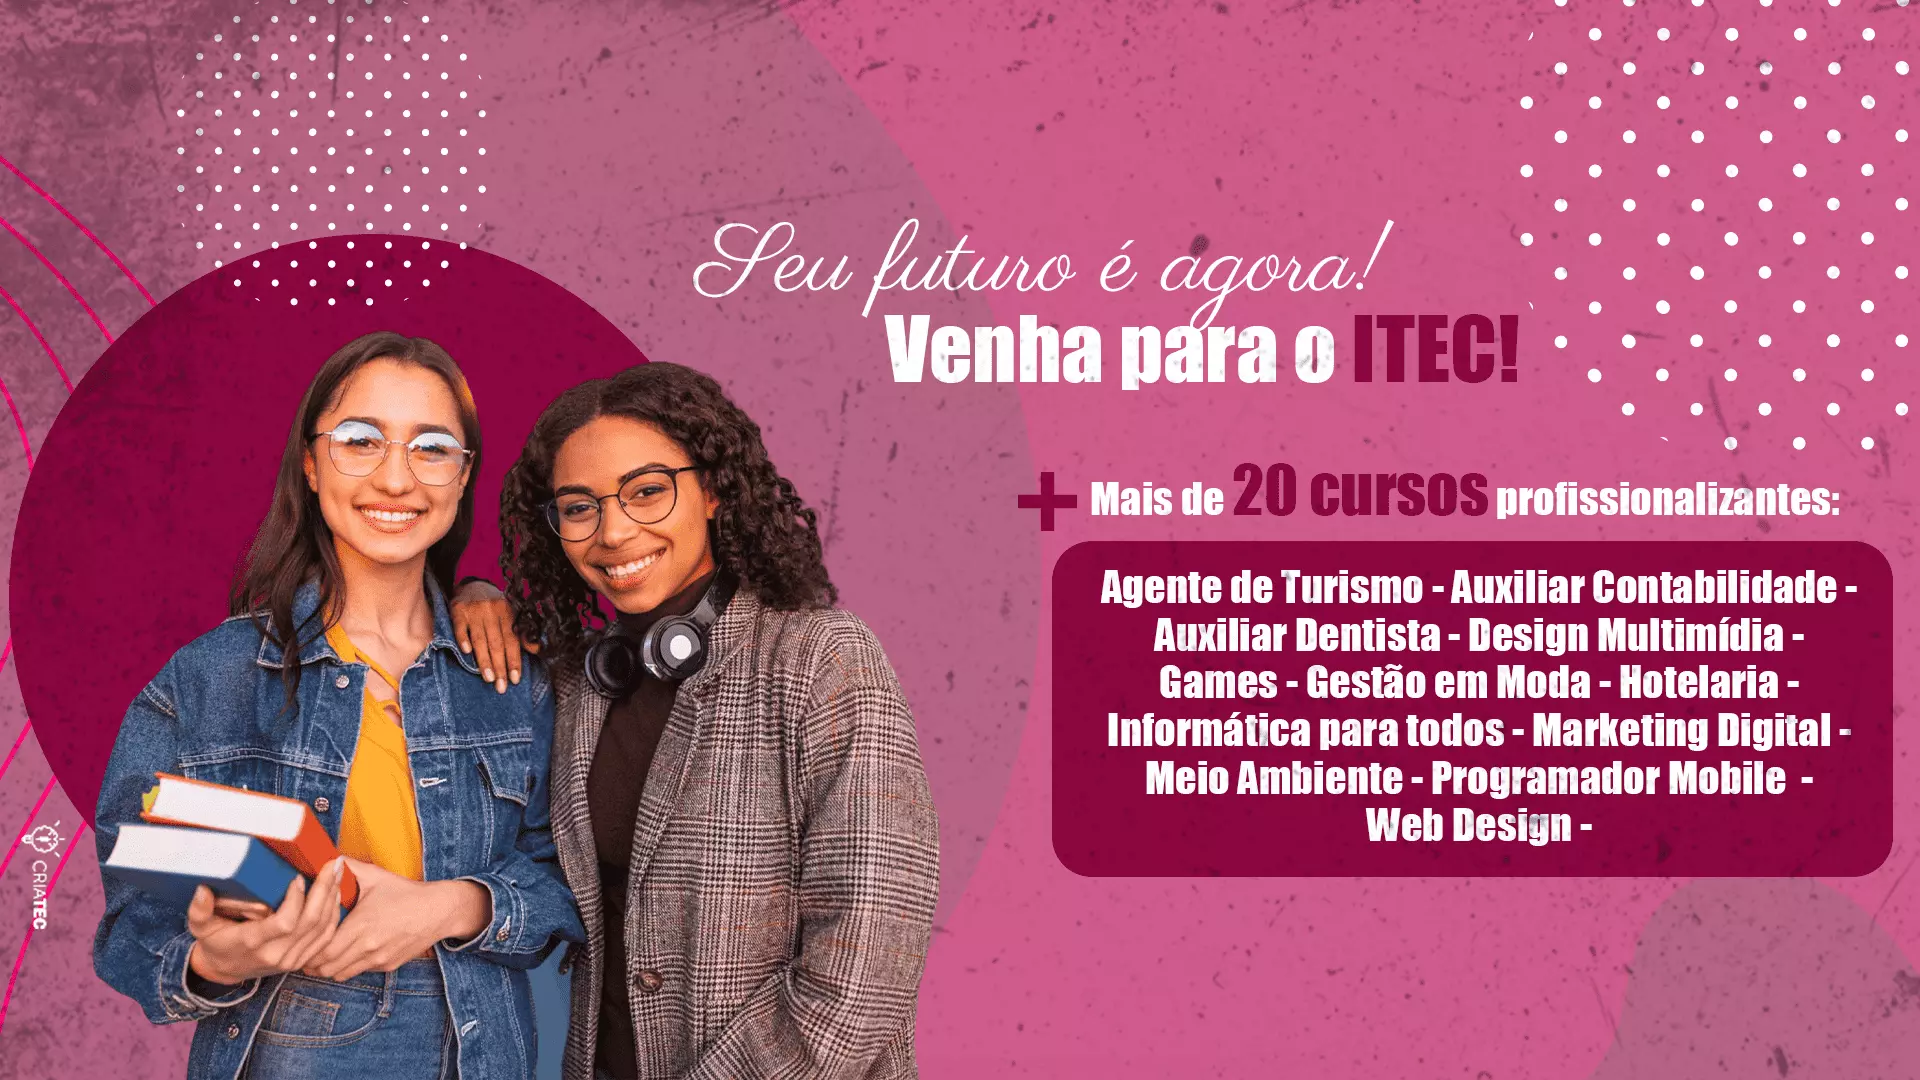 Seu futuro é agora!
Venha para o ITEC!
+ Mais de 20 cursos profissionalizantes:
Agente de Turismo - Auxiliar Contabilidade -
Auxiliar Dentista - Design Multimídia -
Games - Gestão em Moda - Hotelaria -
Informática para todos - Marketing Digital -
Meio Ambiente - Programador Mobile -
Web Design -
CRIATEC